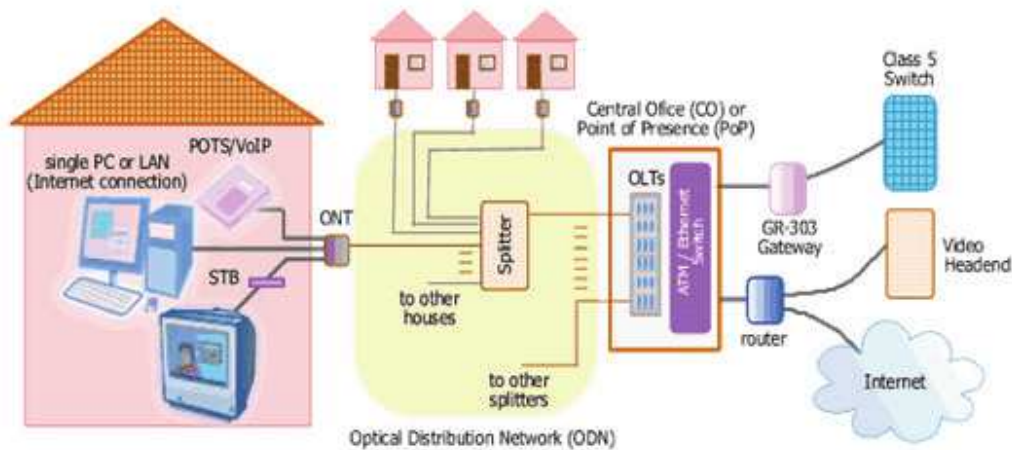 POTS/VoIP
single PC or LAN
(Internet connection)
STB
ONT
Splitter
to other
houses
to other
splitters
Optical Distribution Network (ODN)
Central Ofice (CO) or
Point of Presence (PoP)
OLTs
ATM / Ethernet
Switch
GR-303
Gateway
Class 5
Switch
router
Video
Headend
Internet